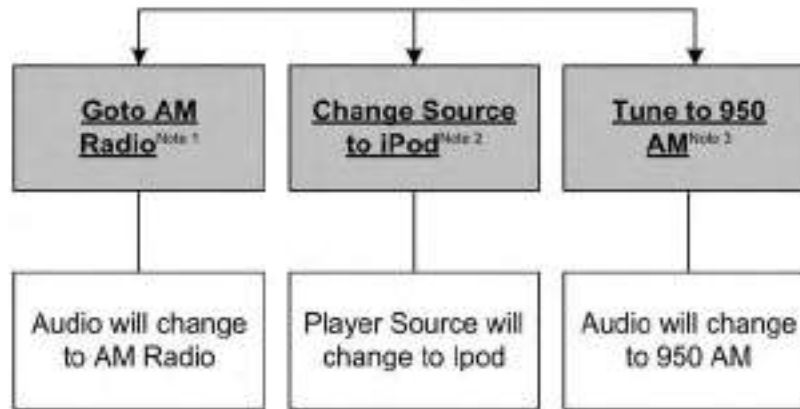 Goto AM
Radio Note 1
Change Source
to iPod Note 2
Tune to 950
AM Note 3
Audio will change
to AM Radio
Player Source will
change to Ipod
Audio will change
to 950 AM